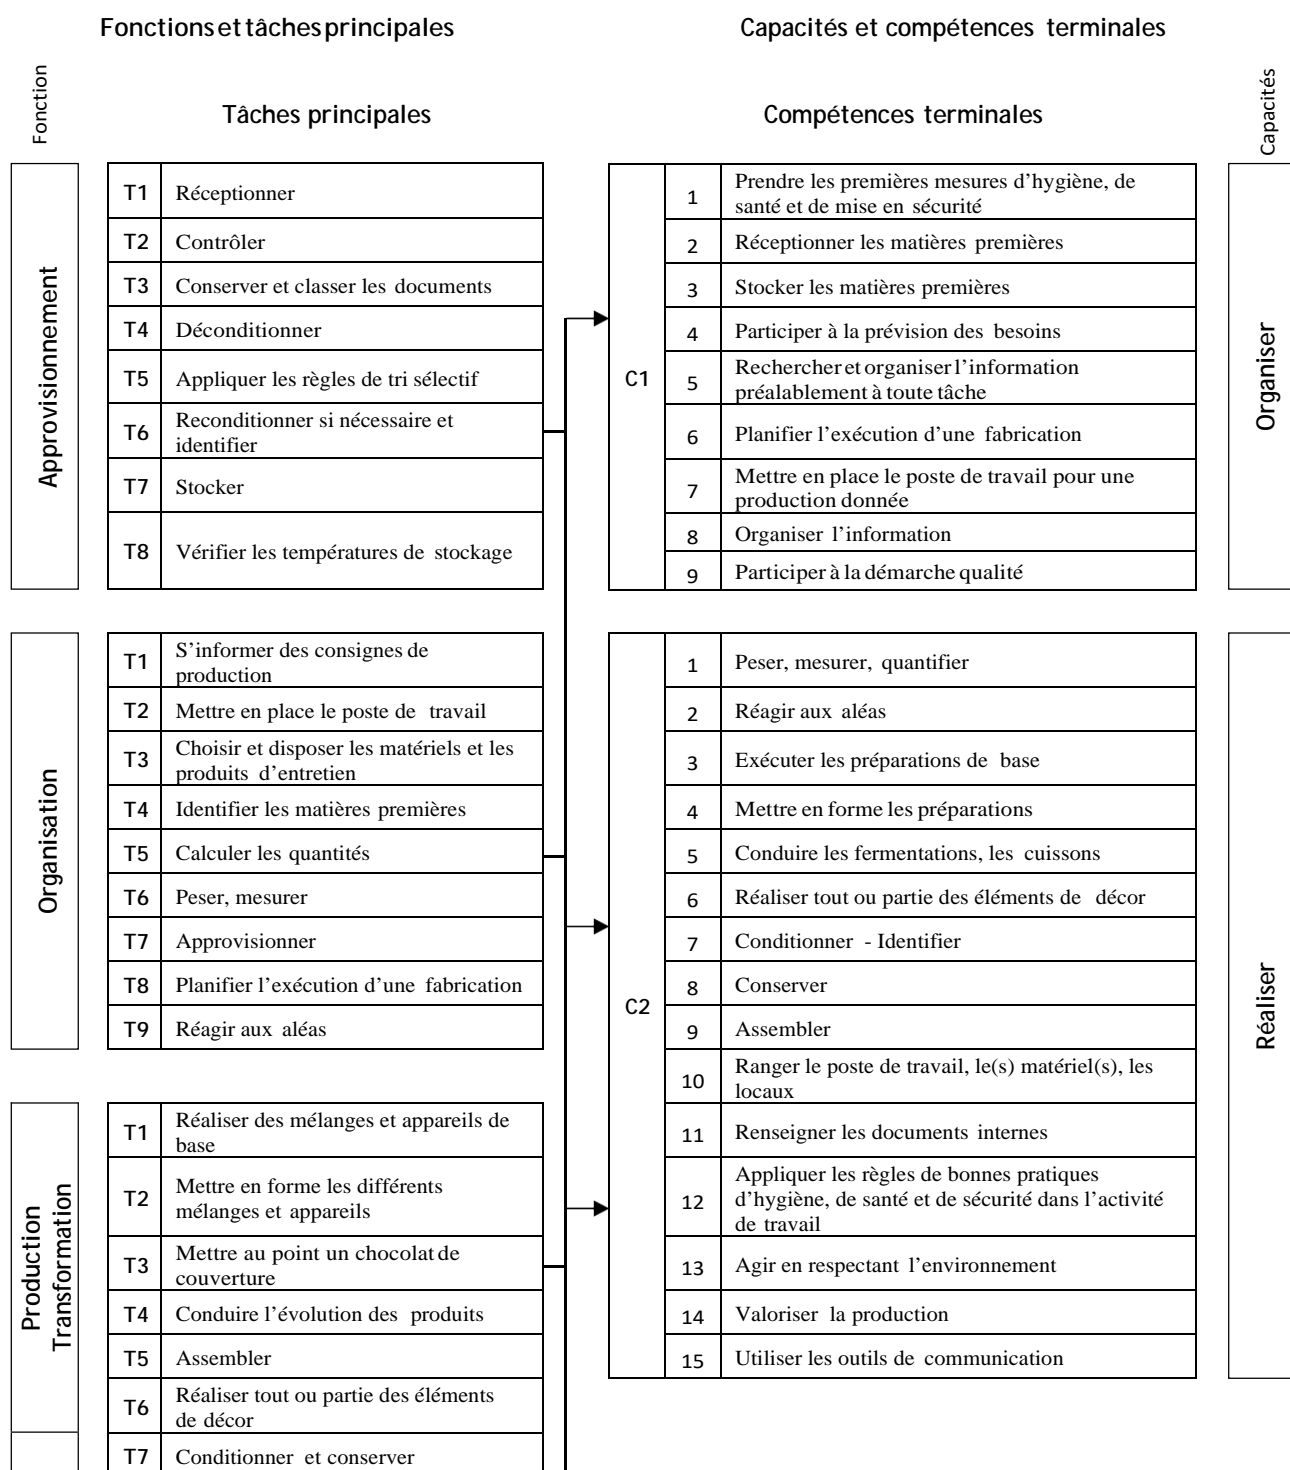 Fonctions et tâches principales
Capacités et compétences terminales
Fonction
Tâches principales
Compétences terminales
Capacités
Approvisionnement
T1 Réceptionner
T2 Contrôler
T3 Conserver et classer les documents
T4 Déconditionner
T5 Appliquer les règles de tri sélectif
T6 Reconditionner si nécessaire et
identifier
T7 Stocker
T8 Vérifier les températures de stockage
C1
1 Prendre les premières mesures d’hygiène, de
santé et de mise en sécurité
2 Réceptionner les matières premières
3 Stocker les matières premières
4 Participer à la prévision des besoins
5 Rechercher et organiser l’information
préalablement à toute tâche
6 Planifier l’exécution d’une fabrication
7 Mettre en place le poste de travail pour une
production donnée
8 Organiser l’information
9 Participer à la démarche qualité
Organiser
Organisation
T1 S’informer des consignes de
production
T2 Mettre en place le poste de travail
T3 Choisir et disposer les matériels et les
produits d’entretien
T4 Identifier les matières premières
T5 Calculer les quantités
T6 Peser, mesurer
T7 Approvisionner
T8 Planifier l’exécution d’une fabrication
T9 Réagir aux aléas
C2
1 Peser, mesurer, quantifier
2 Réagir aux aléas
3 Exécuter les préparations de base
4 Mettre en forme les préparations
5 Conduire les fermentations, les cuissons
6 Réaliser tout ou partie des éléments de décor
7 Conditionner - Identifier
8 Conserver
9 Assembler
10 Ranger le poste de travail, le(s) matériel(s), les
locaux
11 Renseigner les documents internes
12 Appliquer les règles de bonnes pratiques
d’hygiène, de santé et de sécurité dans l’activité
de travail
13 Agir en respectant l’environnement
14 Valoriser la production
15 Utiliser les outils de communication
Réaliser
Production
Transformation
T1 Réaliser des mélanges et appareils de
base
T2 Mettre en forme les différents
mélanges et appareils
T3 Mettre au point un chocolat de
couverture
T4 Conduire l’évolution des produits
T5 Assembler
T6 Réaliser tout ou partie des éléments
de décor
T7 Conditionner et conserver